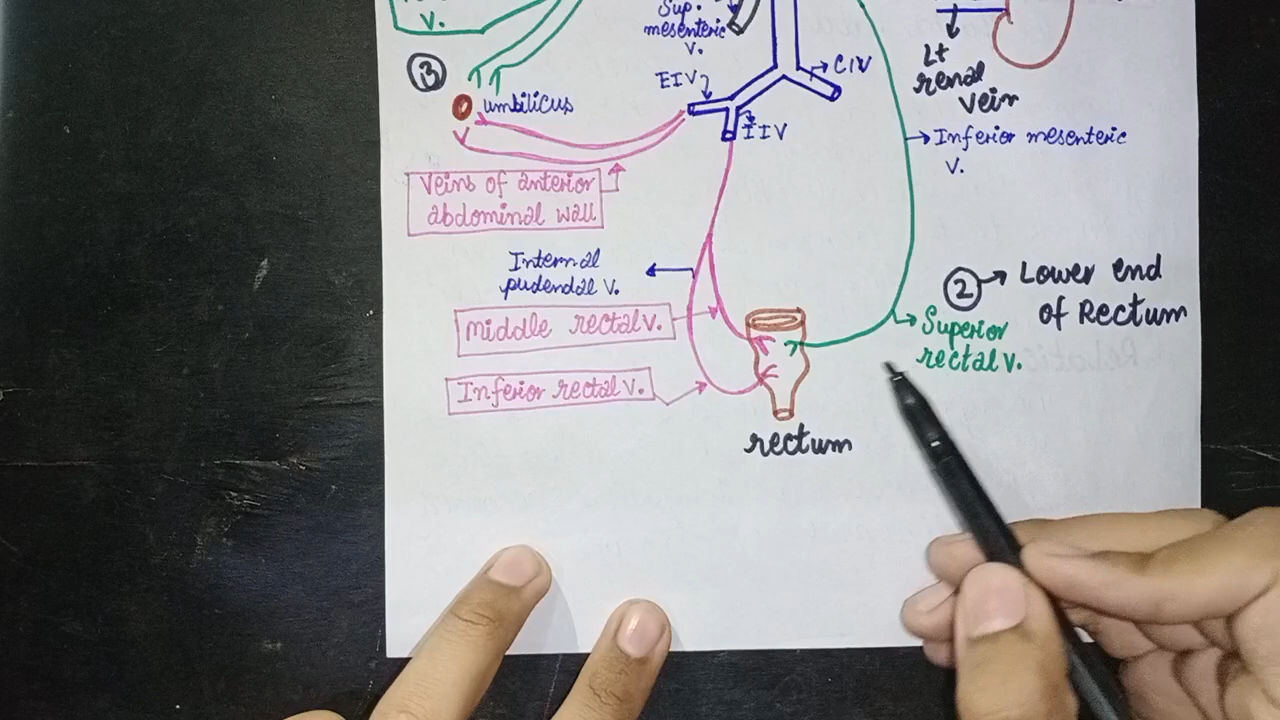 V.
Sup.
mesenteric
V.
Lt
renal
vein
3
umbilicus
EIV
CIV
IIV
Inferior mesenteric
V.
Veins of anterior
abdominal wall
Internal
pudendal V.
middle rectal V.
Inferior rectal V.
2 → Lower end
of Rectum
Superior
rectal V.
rectum